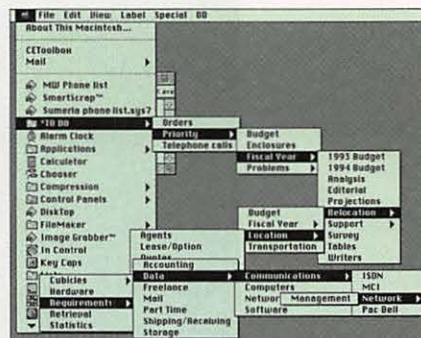 File Edit View Label Special DO
About This Macintosh...
CEToolbox
Mail
MW Phone list
Smartscrap™
Sumeria phone list.sys7
*TO DO
Alarm Clock
Applications
Calculator
Chooser
Compression
Control Panels
DiskTop
FileMaker
Image Grabber™
In Control
Key Caps
Cubicles
Hardware
Requirements
Retrieval
Statistics
Orders
Priority
Telephone calls
Budget
Enclosures
Fiscal Year
Problems
1993 Budget
1994 Budget
Analysis
Editorial
Projections
Relocation
Support
Survey
Tables
Writers
Budget
Fiscal Year
Location
Transportation
Agents
Lease/Option
Quotas
Accounting
Data
Freelance
Mail
Part Time
Shipping/Receiving
Storage
Communications
Computers
Networ
Software
Management
ISDN
MCI
Network
Pac Bell